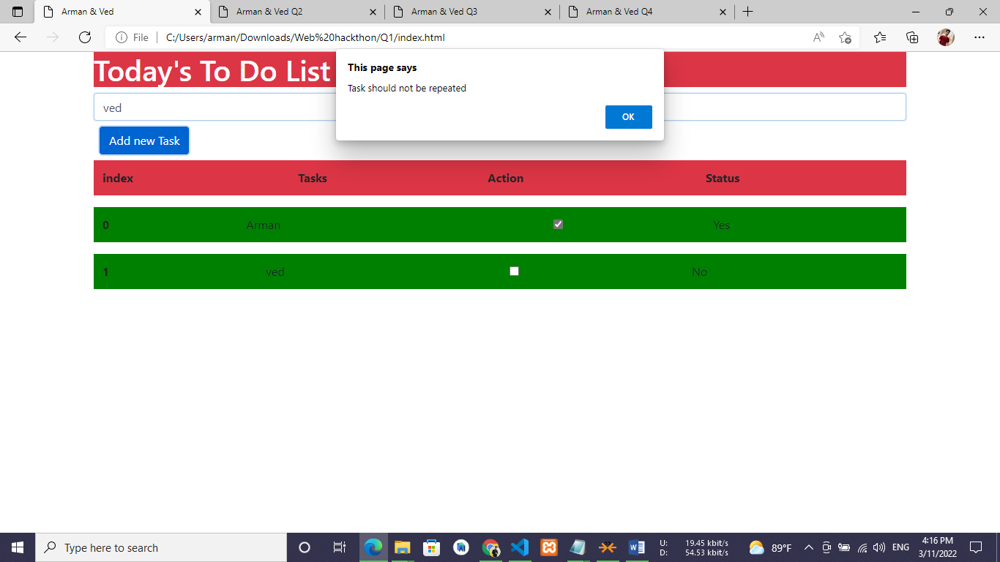 Arman & Ved
Arman & Ved Q2
Arman & Ved Q3
Arman & Ved Q4
File
C:/Users/arman/Downloads/Web%20hackthon/Q1/index.html
Today's To Do List
This page says
Task should not be repeated
OK
ved
Add new Task
index Tasks Action Status
0 Arman Yes
1 ved No
Type here to search
U: 19.45 kbit/s
D: 54.53 kbit/s
89°F
ENG
4:16 PM
3/11/2022